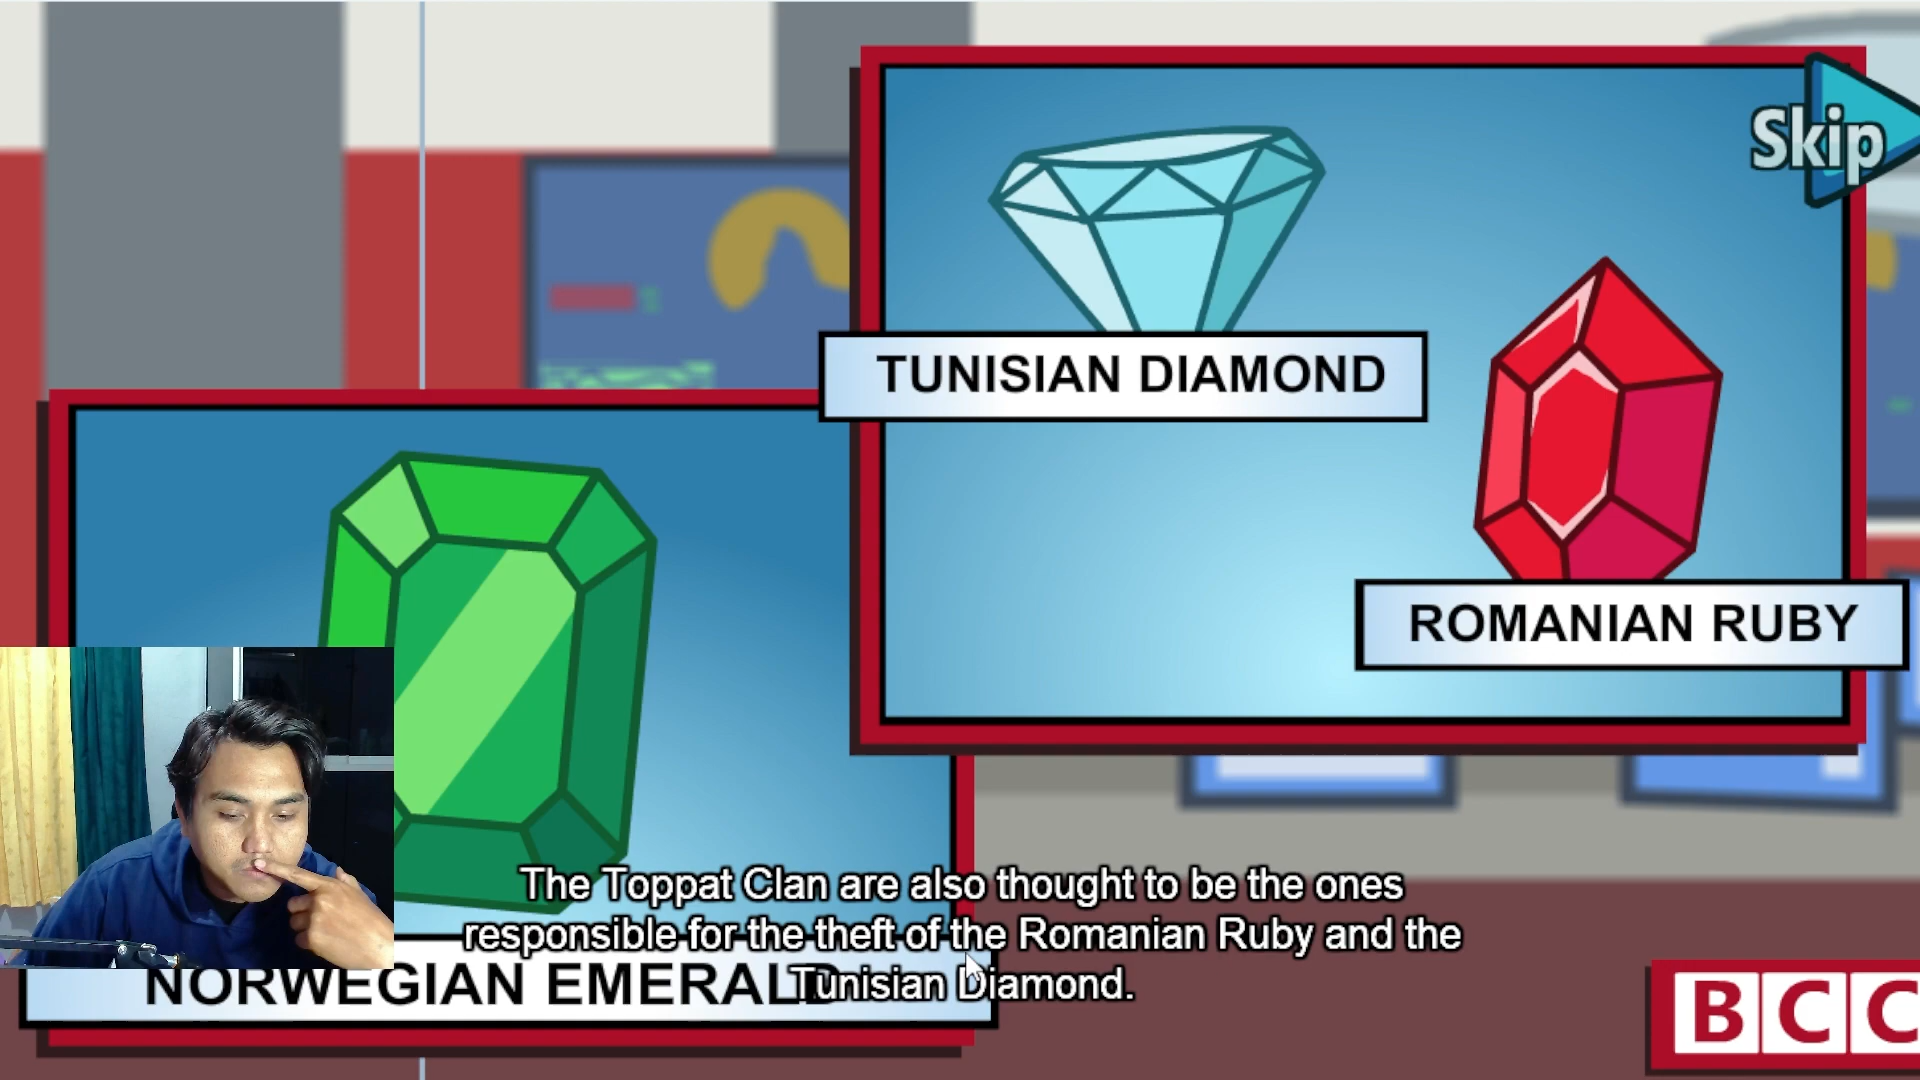 Skip
TUNISIAN DIAMOND
ROMANIAN RUBY
The Toppat Clan are also thought to be the ones
responsible for the theft of the Romanian Ruby and the
Tunisian Diamond.
NORWEGIAN EMERALD
BCC